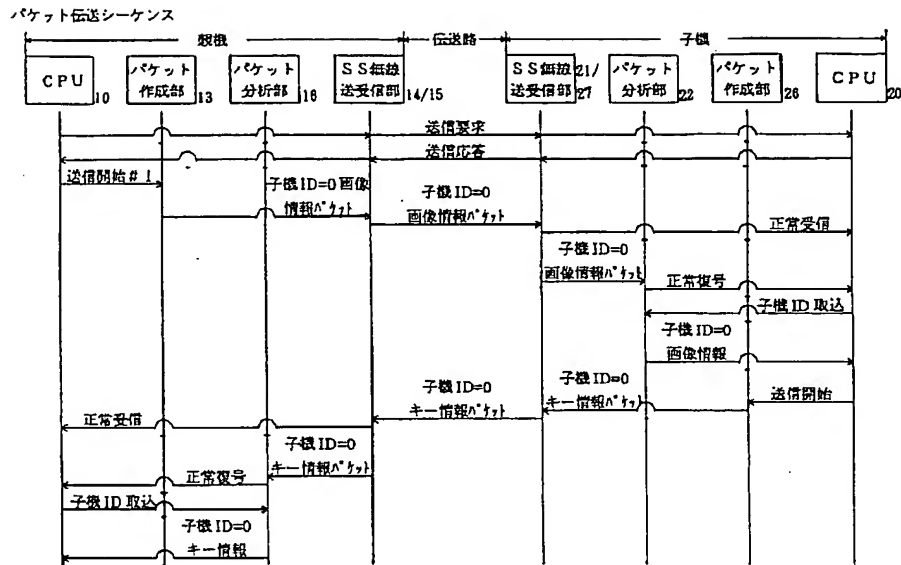 パケット伝送シーケンス
親機
伝送路
子機
CPU
10
パケット
作成部
13
パケット
分析部
16
SS無線
送受信部
14/15
SS無線
送受信部
21/
27
パケット
分析部
22
パケット
作成部
26
CPU
20
送信要求
送信応答
送信開始#1
子機ID=0画像
情報パケット
子機ID=0
画像情報パケット
正常受信
子機ID=0
画像情報パケット
正常復号
子機ID取込
子機ID=0
画像情報
送信開始
子機ID=0
キー情報パケット
子機ID=0
キー情報パケット
正常受信
子機ID=0
キー情報パケット
正常復号
子機ID取込
子機ID=0
キー情報